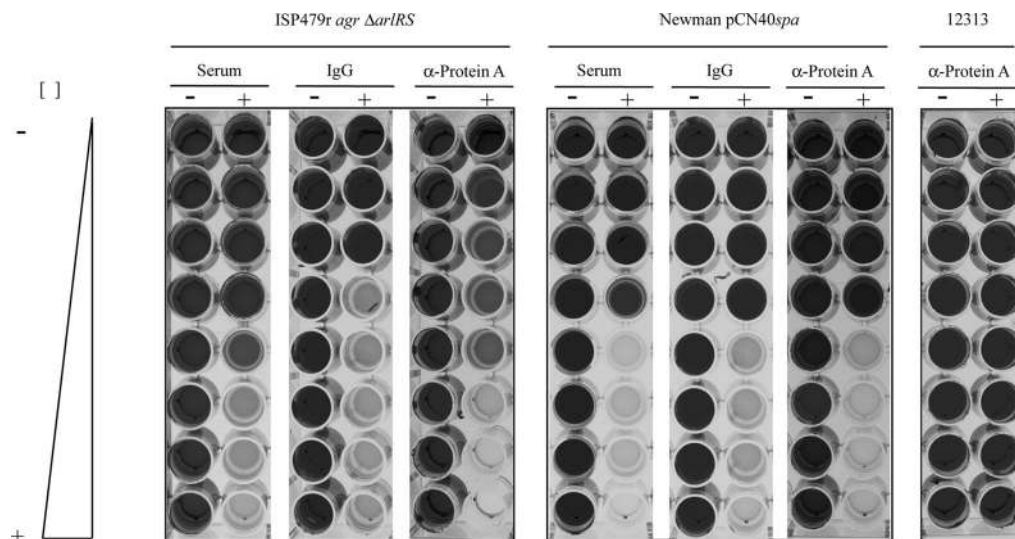 ISP479r agr ΔarlRS Newman pCN40spa 12313
Serum IgG α-Protein A Serum IgG α-Protein A α-Protein A
[ ]
- + - + - + - + - + - + - +
-
+